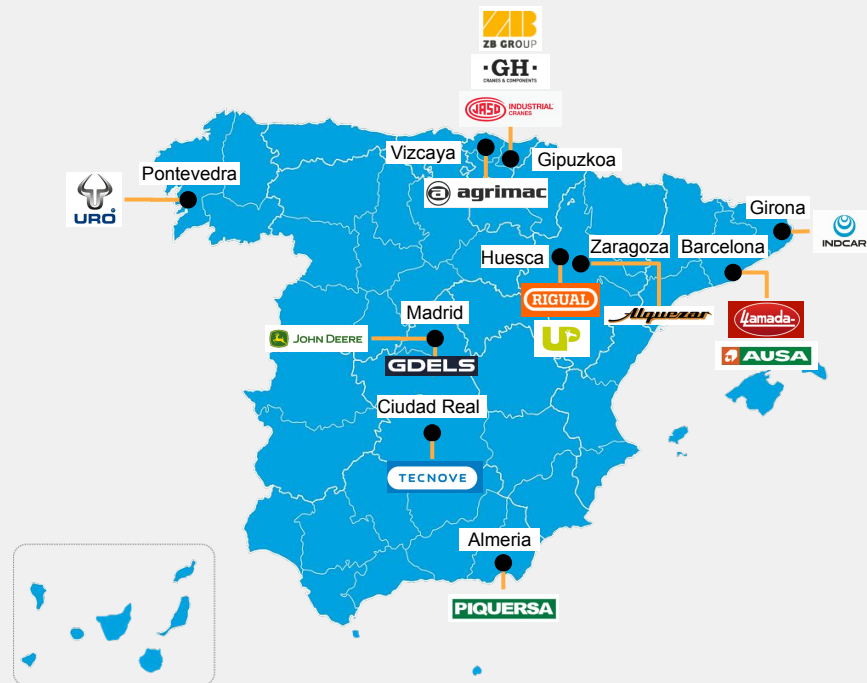 ZB GROUP
·GH·
CRANES & COMPONENTS
JASO INDUSTRIAL CRANES
Vizcaya
Gipuzkoa
Pontevedra
URO
agrimac
Girona
INDCAR
Huesca
Zaragoza
Barcelona
RIGUAL
Alquezar
Llamada
Madrid
JOHN DEERE
UP
AUSA
GDELS
Ciudad Real
TECNOVE
Almeria
PIQUERSA